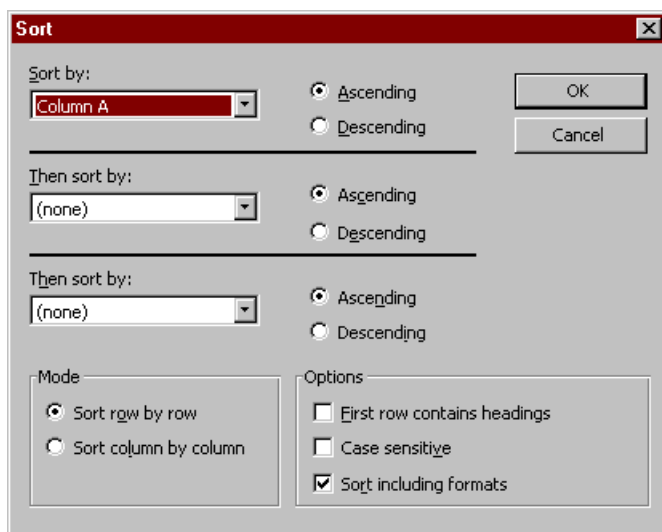 Sort
Sort by:
Column A
Ascending
Descending
OK
Cancel
Then sort by:
(none)
Ascending
Descending
Then sort by:
(none)
Ascending
Descending
Mode
Sort row by row
Sort column by column
Options
First row contains headings
Case sensitive
Sort including formats